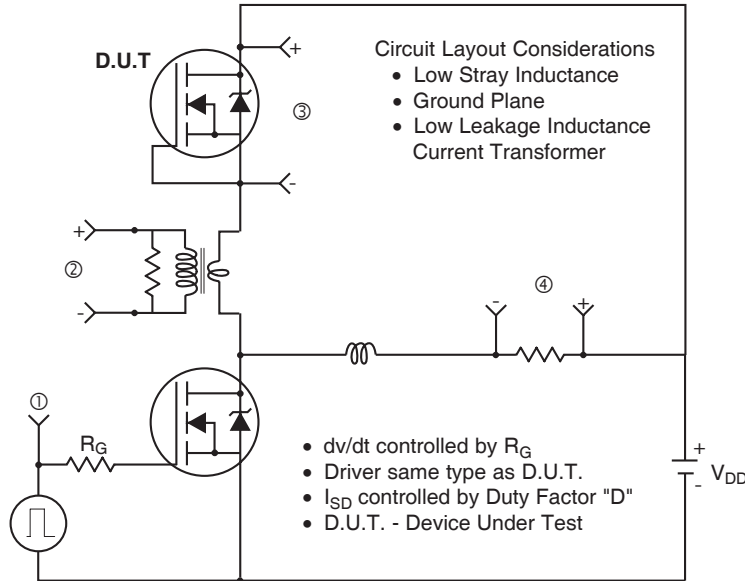 D.U.T
+
③
-
Circuit Layout Considerations
• Low Stray Inductance
• Ground Plane
• Low Leakage Inductance
Current Transformer
+
②
-
④
- +
①
RG
• dv/dt controlled by RG
• Driver same type as D.U.T.
• ISD controlled by Duty Factor "D"
• D.U.T. - Device Under Test
+
VDD
-